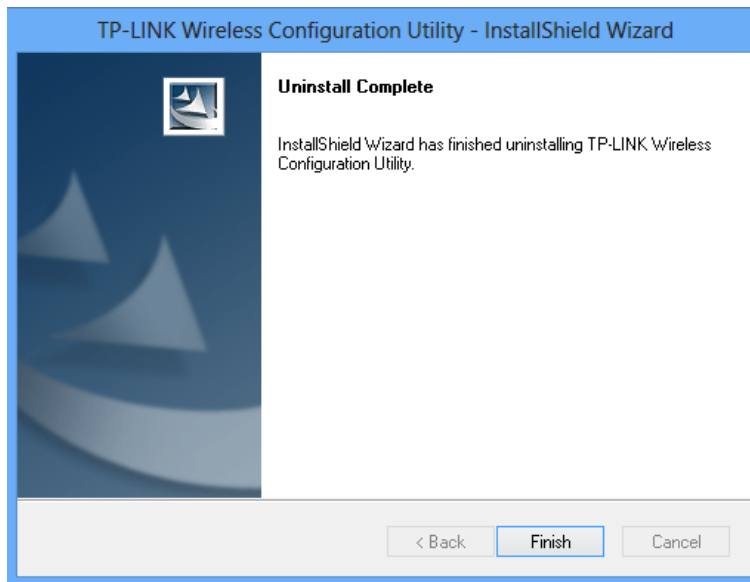 TP-LINK Wireless Configuration Utility - InstallShield Wizard
Uninstall Complete
InstallShield Wizard has finished uninstalling TP-LINK Wireless
Configuration Utility.
< Back
Finish
Cancel